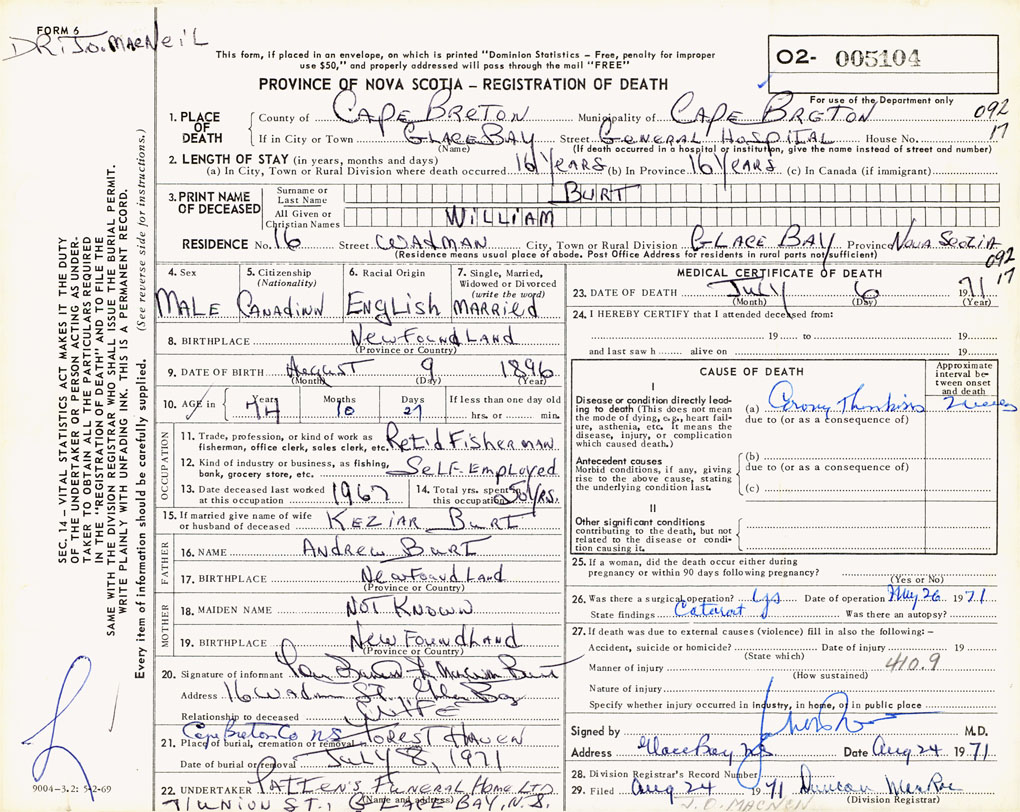 FORM 6
DR. J.O. MACNEIL
This form, if placed in an envelope, on which is printed "Dominion Statistics – Free, penalty for improper
use $50," and properly addressed will pass through the mail "FREE"
O2- 005104
PROVINCE OF NOVA SCOTIA – REGISTRATION OF DEATH
For use of the Department only
092
17
1. PLACE OF DEATH
County of CAPE BRETON Municipality of CAPE BRETON
If in City or Town GLACE BAY Street GENERAL HOSPITAL House No.
(Name) (If death occurred in a hospital or institution, give the name instead of street and number)
2. LENGTH OF STAY (in years, months and days)
(a) In City, Town or Rural Division where death occurred 16 YEARS (b) In Province 16 YEARS (c) In Canada (if immigrant)
3. PRINT NAME OF DECEASED
Surname or Last Name BURT
All Given or Christian Names WILLIAM
RESIDENCE No. 16 Street WADMAN City, Town or Rural Division GLACE BAY Province NOVA SCOTIA
(Residence means usual place of abode. Post Office Address for residents in rural parts not sufficient)
092
17
SEC. 14 – VITAL STATISTICS ACT MAKES IT THE DUTY
OF THE UNDERTAKER OR PERSON ACTING AS UNDER-
TAKER TO OBTAIN ALL THE PARTICULARS REQUIRED
IN THE "REGISTRATION OF DEATH" AND TO FILE THE
SAME WITH THE DIVISION REGISTRAR WHO SHALL ISSUE THE BURIAL PERMIT.
WRITE PLAINLY WITH UNFADING INK. THIS IS A PERMANENT RECORD.
Every item of information should be carefully supplied. (See reverse side for instructions.)
4. Sex
MALE
5. Citizenship
(Nationality)
CANADIAN
6. Racial Origin
ENGLISH
7. Single, Married,
Widowed or Divorced
(write the word)
MARRIED
8. BIRTHPLACE NEWFOUNDLAND
(Province or Country)
9. DATE OF BIRTH August 9 1896
(Month) (Day) (Year)
10. AGE in Years 74 Months 10 Days 27 If less than one day old
hrs. or min.
OCCUPATION
11. Trade, profession, or kind of work as
fisherman, office clerk, sales clerk, etc. RETID FISHERMAN
12. Kind of industry or business, as fishing,
bank, grocery store, etc. SELF-EMPLOYED
13. Date deceased last worked
at this occupation 1967
14. Total yrs. spent in
this occupation 50 YRS.
15. If married give name of wife
or husband of deceased KEZIAR BURT
FATHER
16. NAME ANDREW BURT
17. BIRTHPLACE NEWFOUNDLAND
(Province or Country)
MOTHER
18. MAIDEN NAME NOT KNOWN
19. BIRTHPLACE NEWFOUNDLAND
(Province or Country)
20. Signature of informant Burt
Address 16 Wadman St., Glace Bay
Relationship to deceased WIFE
Cape Breton Co NS FOREST HAVEN
21. Place of burial, cremation or removal
Date of burial or removal July 8, 1971
22. UNDERTAKER PATTEN'S FUNERAL HOME LTD
(Name and address)
71 UNION ST., GLACE BAY, N.S.
9004-3.2: 5-2-69
MEDICAL CERTIFICATE OF DEATH
23. DATE OF DEATH July 6 1971
(Month) (Day) (Year)
24. I HEREBY CERTIFY that I attended deceased from:
19 to 19
and last saw h alive on 19
CAUSE OF DEATH
Approximate
interval be-
tween onset
and death
I
Disease or condition directly lead-
ing to death (This does not mean
the mode of dying, e.g., heart failure,
asthenia, etc. It means the
disease, injury, or complication
which caused death.)
(a) Coronary Thrombosis
due to (or as a consequence of)
Antecedent causes
Morbid conditions, if any, giving
rise to the above cause, stating
the underlying condition last.
(b)
due to (or as a consequence of)
(c)
II
Other significant conditions
contributing to the death, but not
related to the disease or condi-
tion causing it.
25. If a woman, did the death occur either during
pregnancy or within 90 days following pregnancy?
(Yes or No)
26. Was there a surgical operation? yes Date of operation May 26 1971
State findings Cataract Was there an autopsy?
27. If death was due to external causes (violence) fill in also the following: –
Accident, suicide or homicide? Date of injury 19
(State which)
410.9
Manner of injury
(How sustained)
Nature of injury
Specify whether injury occurred in industry, in home, or in public place
Signed by M.D.
Address Glace Bay NS Date Aug 24 1971
28. Division Registrar's Record Number
29. Filed Aug 24 1971 Duncan MacRae
(Division Registrar)
J.O. MACNEIL